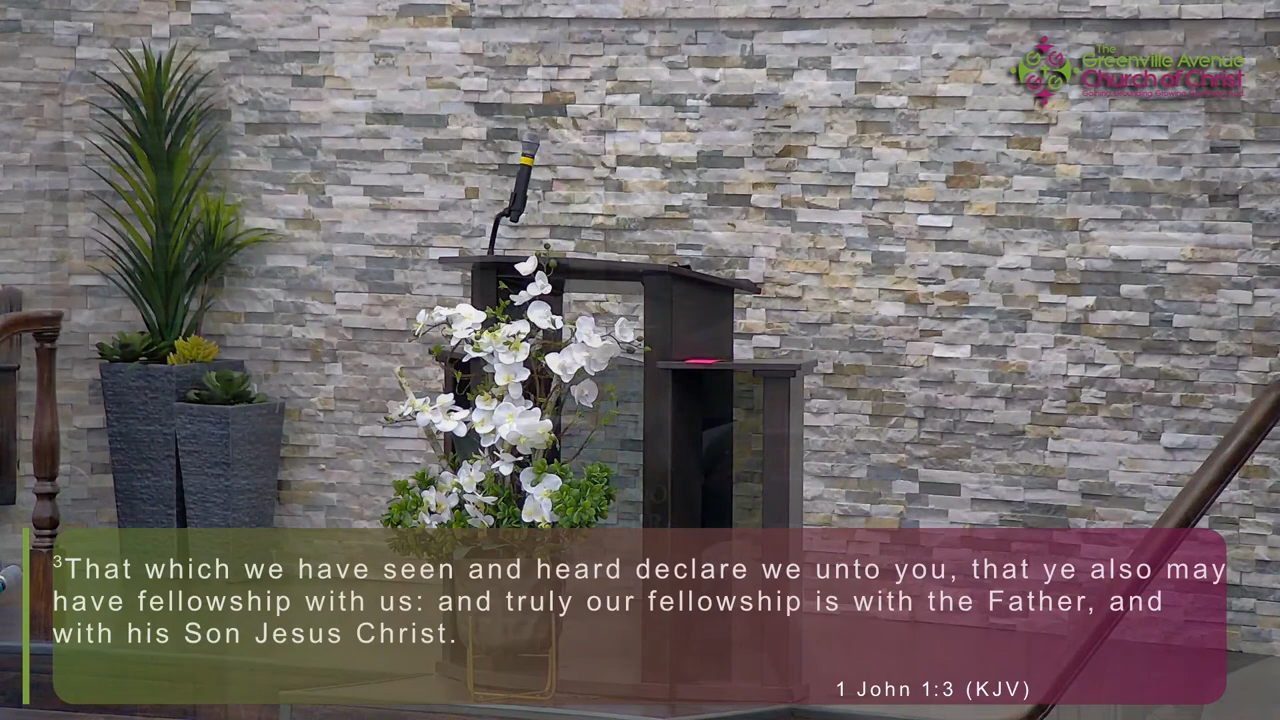 The
Greenville Avenue
Church of Christ
³That which we have seen and heard declare we unto you, that ye also may
have fellowship with us: and truly our fellowship is with the Father, and
with his Son Jesus Christ.
1 John 1:3 (KJV)